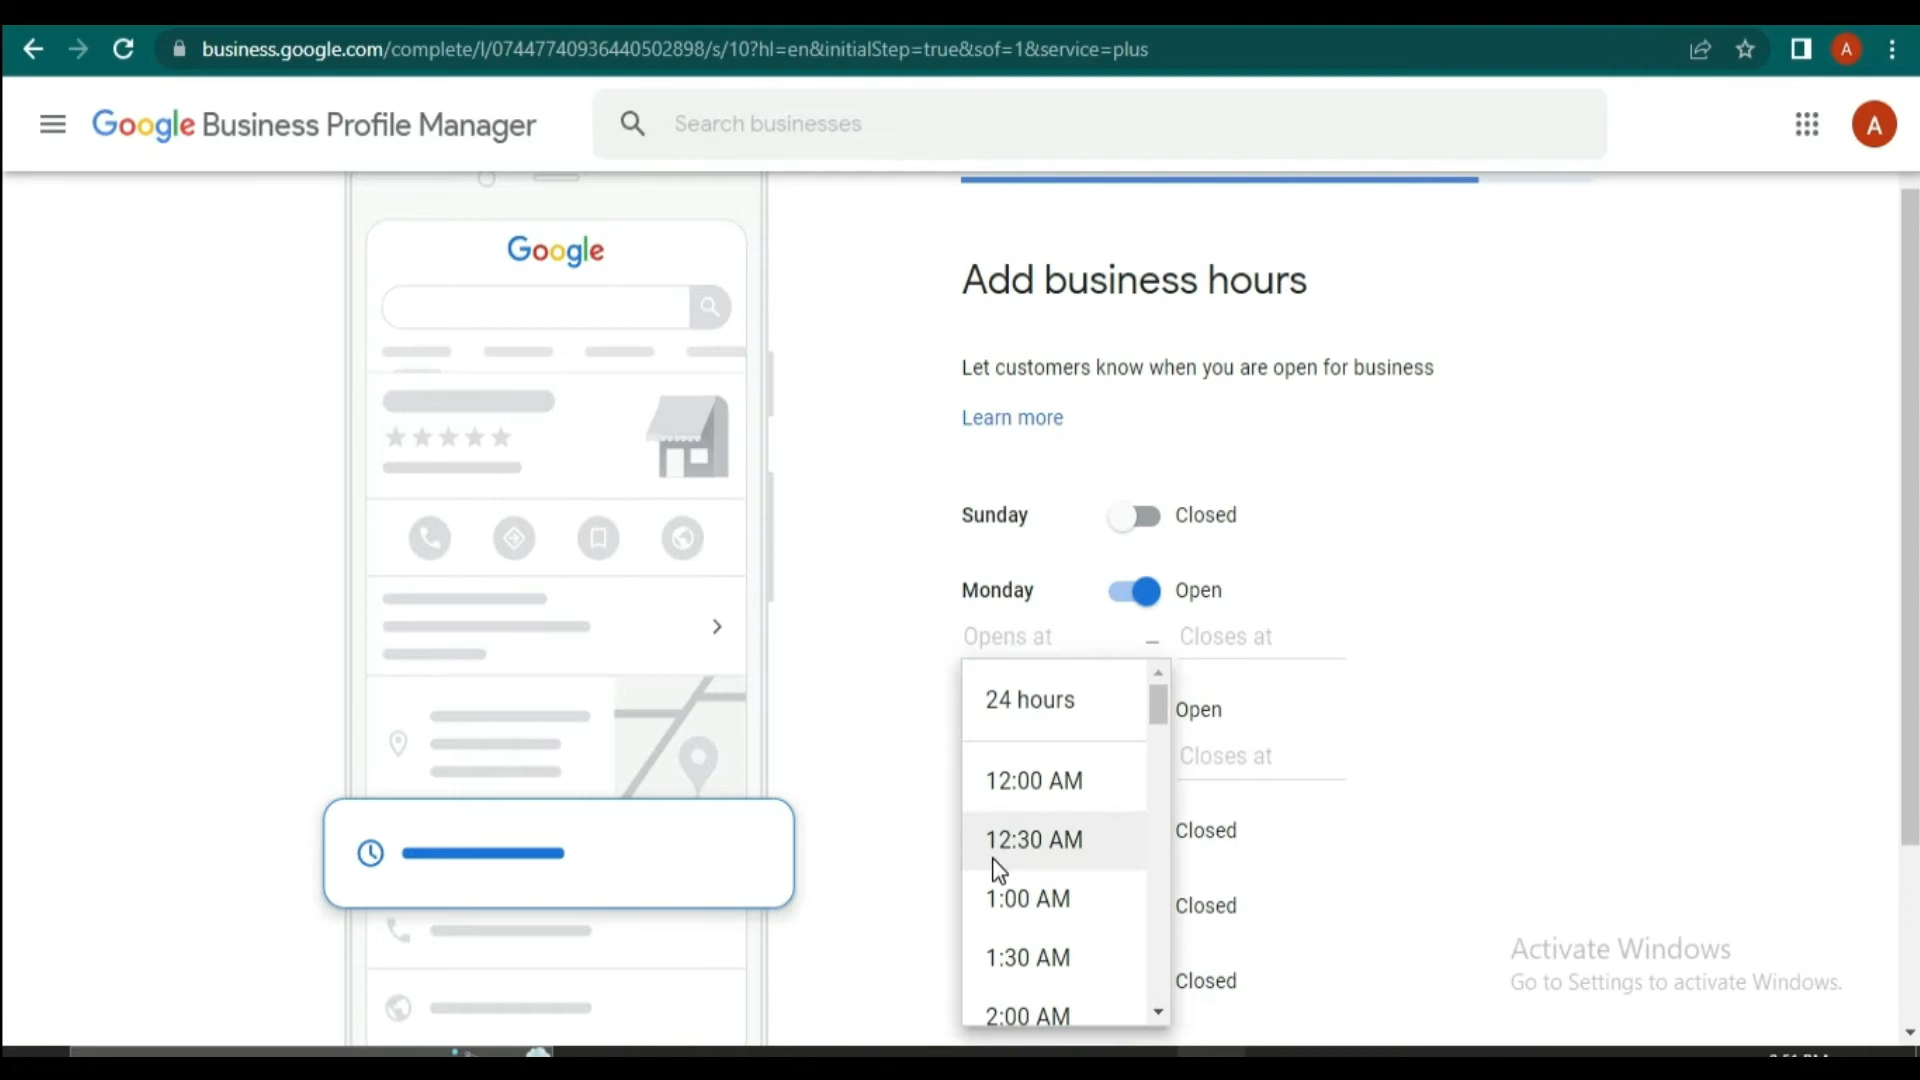 business.google.com/complete/l/07447740936440502898/s/10?hl=en&initialStep=true&sof=1&service=plus
A
Google Business Profile Manager
Search businesses
A
Google
Add business hours
Let customers know when you are open for business
Learn more
Sunday Closed
Monday Open
Opens at – Closes at
24 hours
Open
12:00 AM
Closes at
12:30 AM
Closed
1:00 AM
Closed
1:30 AM
Closed
2:00 AM
Activate Windows
Go to Settings to activate Windows.